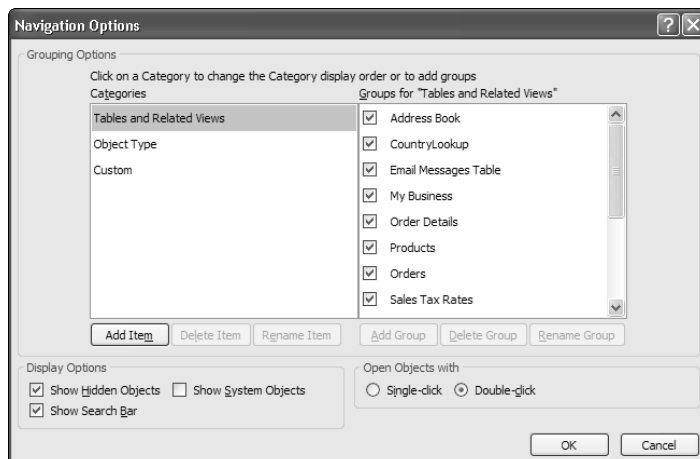 Navigation Options
Grouping Options
Click on a Category to change the Category display order or to add groups
Categories
Groups for "Tables and Related Views"
Tables and Related Views
Object Type
Custom
Address Book
CountryLookup
Email Messages Table
My Business
Order Details
Products
Orders
Sales Tax Rates
Add Item Delete Item Rename Item
Add Group Delete Group Rename Group
Display Options
Show Hidden Objects Show System Objects
Show Search Bar
Open Objects with
Single-click Double-click
OK Cancel